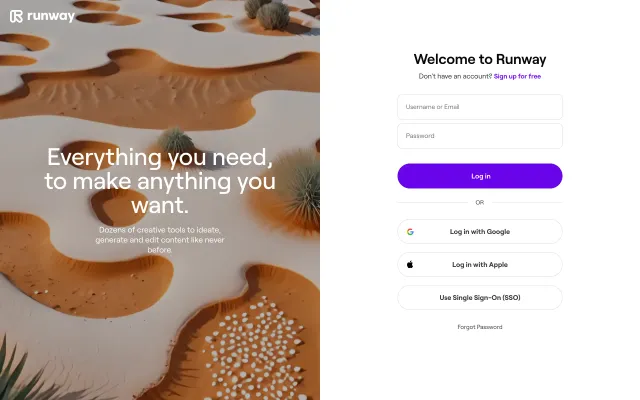 runway
Everything you need,
to make anything you
want.
Dozens of creative tools to ideate,
generate and edit content like never
before.
Welcome to Runway
Don't have an account? Sign up for free
Username or Email
Password
Log in
OR
Log in with Google
Log in with Apple
Use Single Sign-On (SSO)
Forgot Password